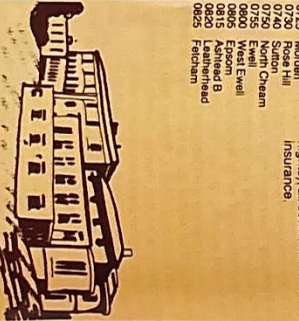 0730 Rose Hill
0740 Sutton
0750 North Cheam
0755 Ewell
0800 West Ewell
0805 Epsom
0815 Ashtead B
0820 Leatherhead
0825 Fetcham
insurance.